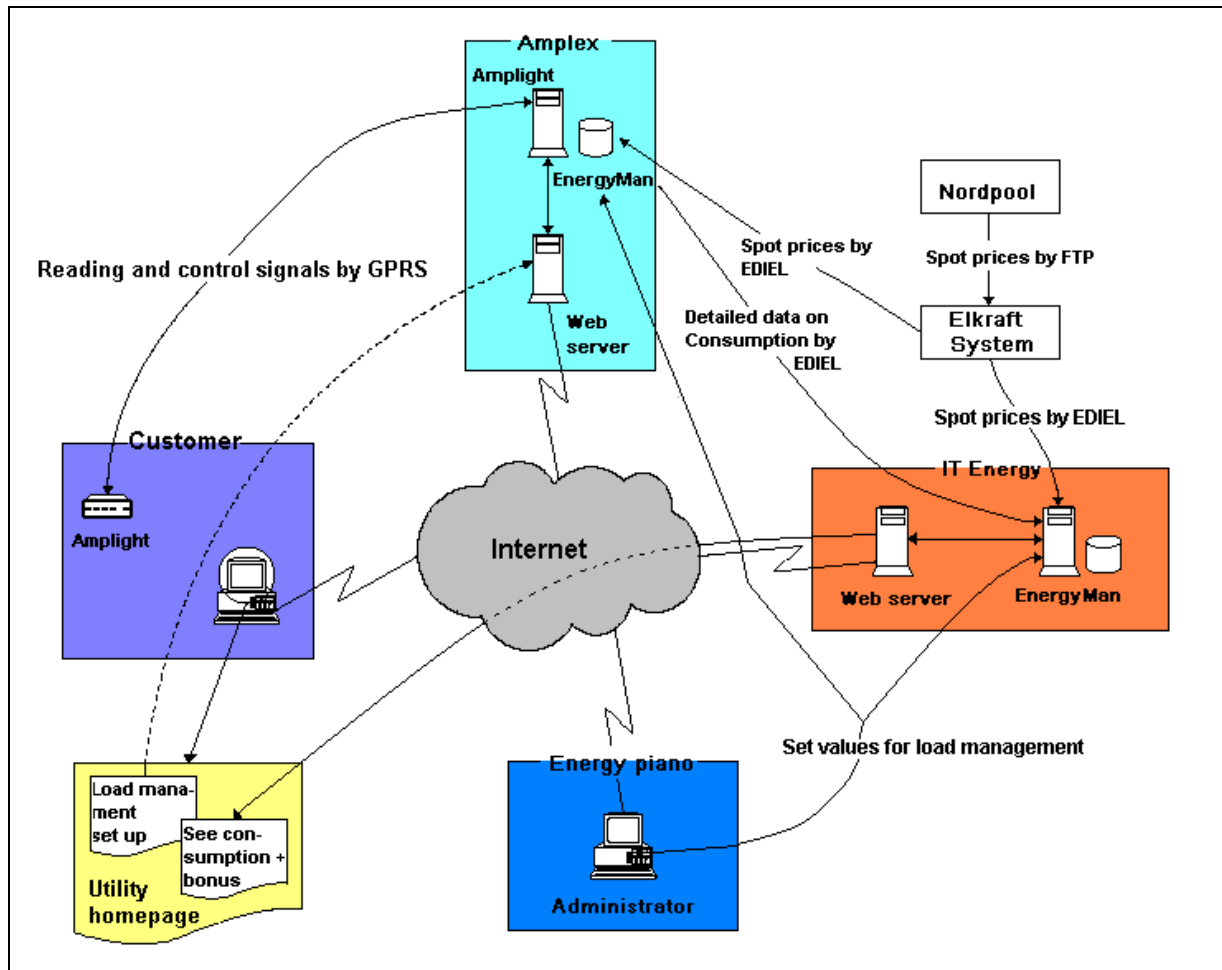 Amplex
Amplight
EnergyMan
Web
server
Reading and control signals by GPRS
Nordpool
Spot prices by FTP
Elkraft
System
Spot prices by
EDIEL
Detailed data on
Consumption by
EDIEL
Spot prices by EDIEL
Customer
Amplight
Internet
IT Energy
Web server
EnergyMan
Set values for load management
Energy piano
Administrator
Load mana-
ment
set up
See con-
sumption +
bonus
Utility
homepage